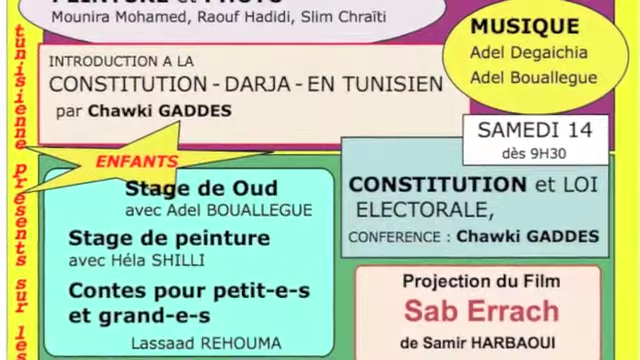 PEINTURE et PHOTO
Mounira Mohamed, Raouf Hadidi, Slim Chraïti
MUSIQUE
Adel Degaichia
Adel Bouallegue
INTRODUCTION A LA
CONSTITUTION - DARJA - EN TUNISIEN
par Chawki GADDES
SAMEDI 14
dès 9H30
ENFANTS
Stage de Oud
avec Adel BOUALLEGUE
Stage de peinture
avec Héla SHILLI
Contes pour petit-e-s
et grand-e-s
Lassaad REHOUMA
CONSTITUTION et LOI
ELECTORALE,
CONFERENCE : Chawki GADDES
Projection du Film
Sab Errach
de Samir HARBAOUI
tunisienne présents sur les